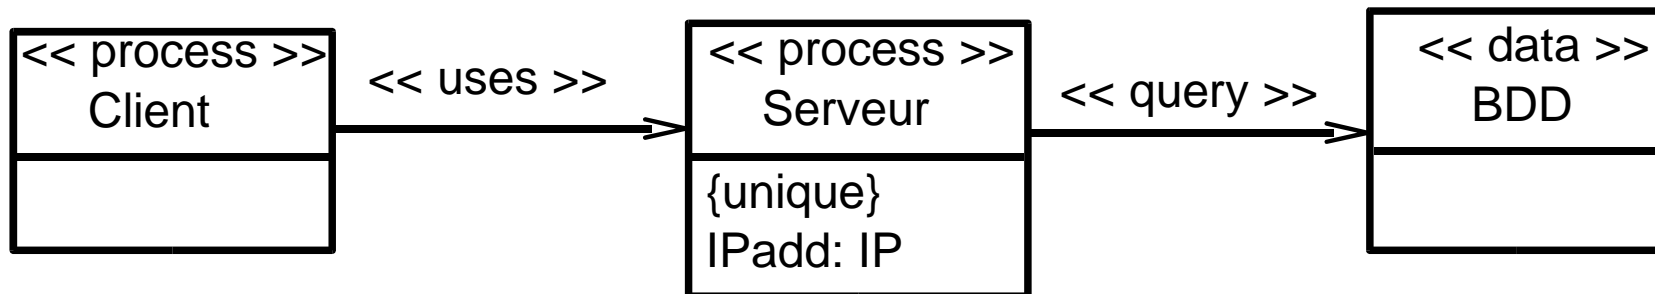 << process >>
Client
<< uses >>
<< process >>
Serveur
{unique}
IPadd: IP
<< query >>
<< data >>
BDD